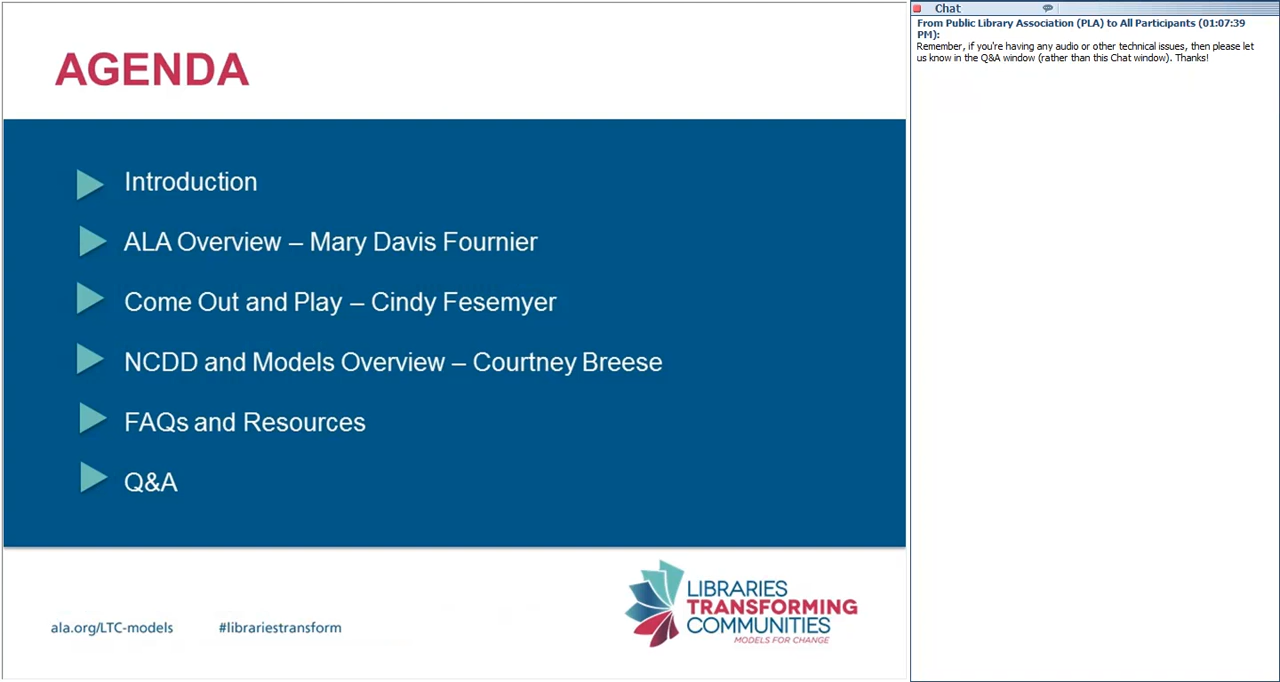 AGENDA
Introduction
ALA Overview – Mary Davis Fournier
Come Out and Play – Cindy Fesemyer
NCDD and Models Overview – Courtney Breese
FAQs and Resources
Q&A
ala.org/LTC-models
#librariestransform
LIBRARIES
TRANSFORMING
COMMUNITIES
MODELS FOR CHANGE
Chat
From Public Library Association (PLA) to All Participants (01:07:39
PM):
Remember, if you're having any audio or other technical issues, then please let
us know in the Q&A window (rather than this Chat window). Thanks!